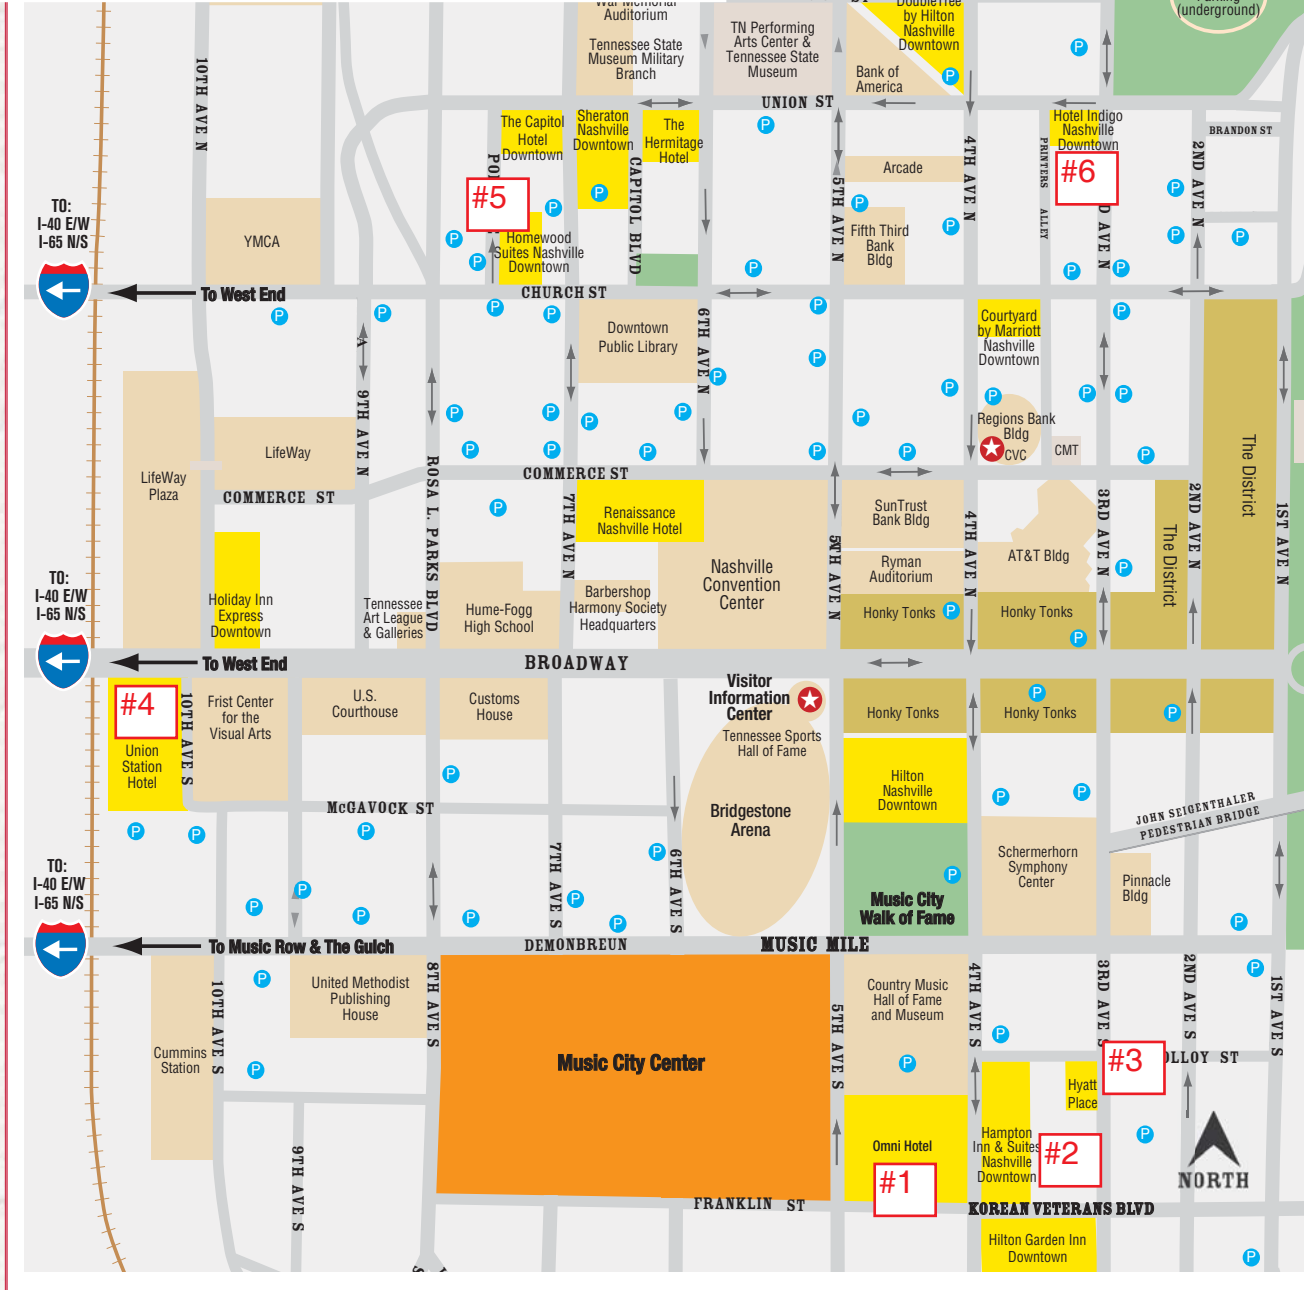 War Memorial
Auditorium
Tennessee State
Museum Military
Branch
TN Performing
Arts Center &
Tennessee State
Museum
ST
DoubleTree
by Hilton
Nashville
Downtown
Bank of
America
Parking
(underground)
P
P
10TH AVE N
UNION ST
The Capitol
Hotel
Downtown
Sheraton
Nashville
Downtown
The
Hermitage
Hotel
P
Hotel Indigo
Nashville
Downtown
BRANDON ST
CAPITOL BLVD
5TH AVE N
Arcade
4TH AVE N
PRINTERS ALLEY
2ND AVE N
#5
#6
P
P
P
P
P
Fifth Third
Bank
Bldg
P
D AVE N
P
P
P
P
Homewood
Suites Nashville
Downtown
P
P
P
TO:
I-40 E/W
I-65 N/S
YMCA
To West End
CHURCH ST
P
P
P
P
P
P
Downtown
Public Library
6TH AVE N
Courtyard
by Marriott
Nashville
Downtown
A
9TH AVE N
P
P
P
P
P
P
P
P
P
P
P
P
Regions Bank
Bldg
CVC
CMT
P
P
P
P
P
P
The District
LifeWay
LifeWay
Plaza
COMMERCE ST
COMMERCE ST
ROSA L. PARKS BLVD
P
7TH AVE N
Renaissance
Nashville Hotel
SunTrust
Bank Bldg
4TH AVE N
3RD AVE N
2ND AVE N
1ST AVE N
5TH AVE N
Nashville
Convention
Center
Ryman
Auditorium
AT&T Bldg
P
The District
TO:
I-40 E/W
I-65 N/S
Holiday Inn
Express
Downtown
Tennessee
Art League
& Galleries
Hume-Fogg
High School
Barbershop
Harmony Society
Headquarters
Honky Tonks
P
Honky Tonks
P
To West End
BROADWAY
#4
Union
Station
Hotel
10TH AVE S
Frist Center
for the
Visual Arts
U.S.
Courthouse
Customs
House
Visitor
Information
Center
Tennessee Sports
Hall of Fame
Honky Tonks
P
Honky Tonks
P
P
Hilton
Nashville
Downtown
P
P
McGAVOCK ST
Bridgestone
Arena
JOHN SEIGENTHALER
PEDESTRIAN BRIDGE
P
P
P
TO:
I-40 E/W
I-65 N/S
7TH AVE S
P
6TH AVE S
Schermerhorn
Symphony
Center
P
Pinnacle
Bldg
P
P
P
P
P
P
Music City
Walk of Fame
P
To Music Row & The Gulch
DEMONBREUN
MUSIC MILE
10TH AVE S
P
United Methodist
Publishing
House
8TH AVE S
Country Music
Hall of Fame
and Museum
4TH AVE S
3RD AVE S
2ND AVE S
P
1ST AVE S
5TH AVE S
P
Cummins
Station
P
Music City Center
P
#3
OLLOY ST
Hyatt
Place
9TH AVE S
Omni Hotel
#1
Hampton
Inn & Suites
Nashville
Downtown
#2
P
NORTH
FRANKLIN ST
KOREAN VETERANS BLVD
Hilton Garden Inn
Downtown
P